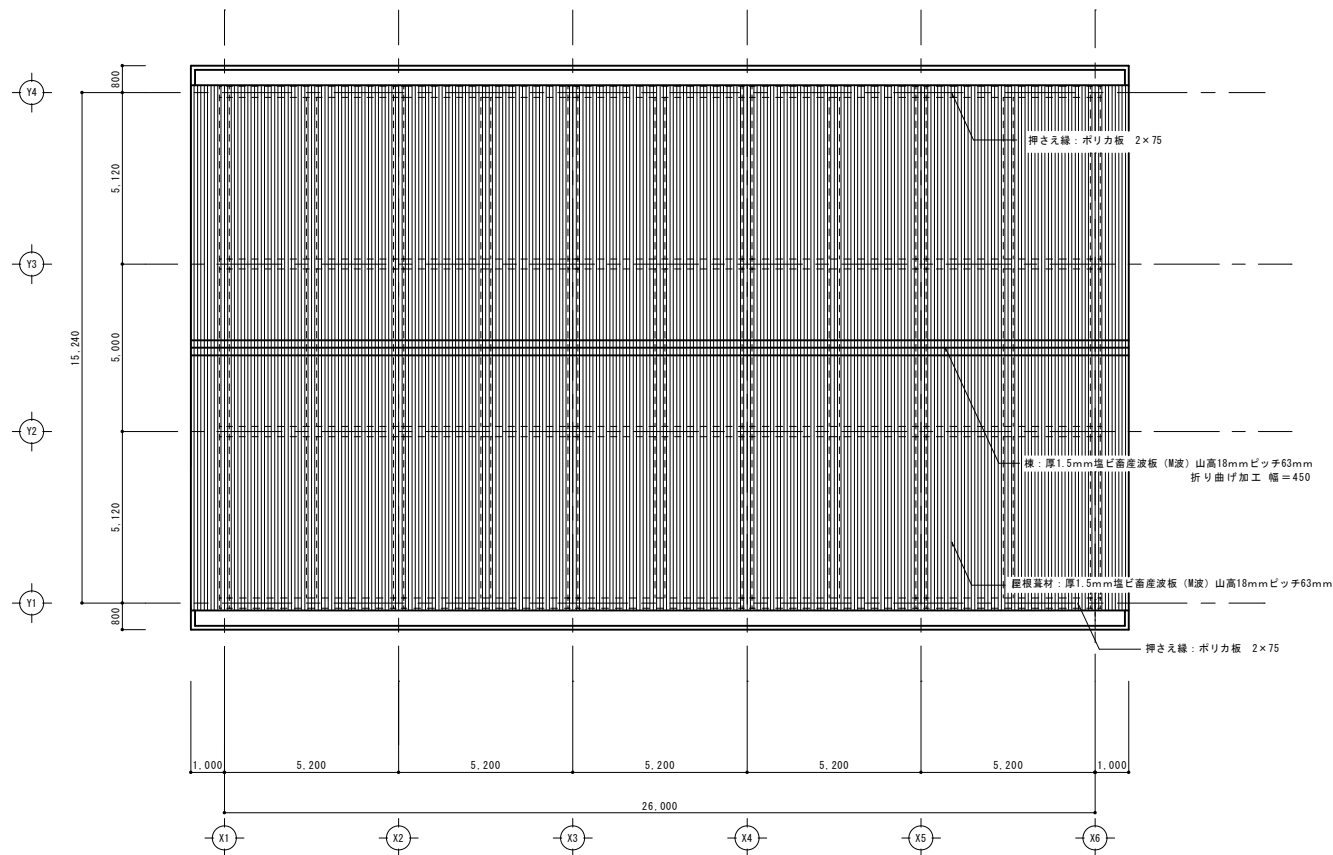 800
Y4
押さえ縁：ポリカ板 2×75
5,120
Y3
15,240
5,000
Y2
棟：厚1.5mm塩ビ畜産波板（M波）山高18mmピッチ63mm
折り曲げ加工 幅＝450
5,120
屋根葺材：厚1.5mm塩ビ畜産波板（M波）山高18mmピッチ63mm
Y1
800
押さえ縁：ポリカ板 2×75
1,000 5,200 5,200 5,200 5,200 5,200 1,000
26,000
X1 X2 X3 X4 X5 X6